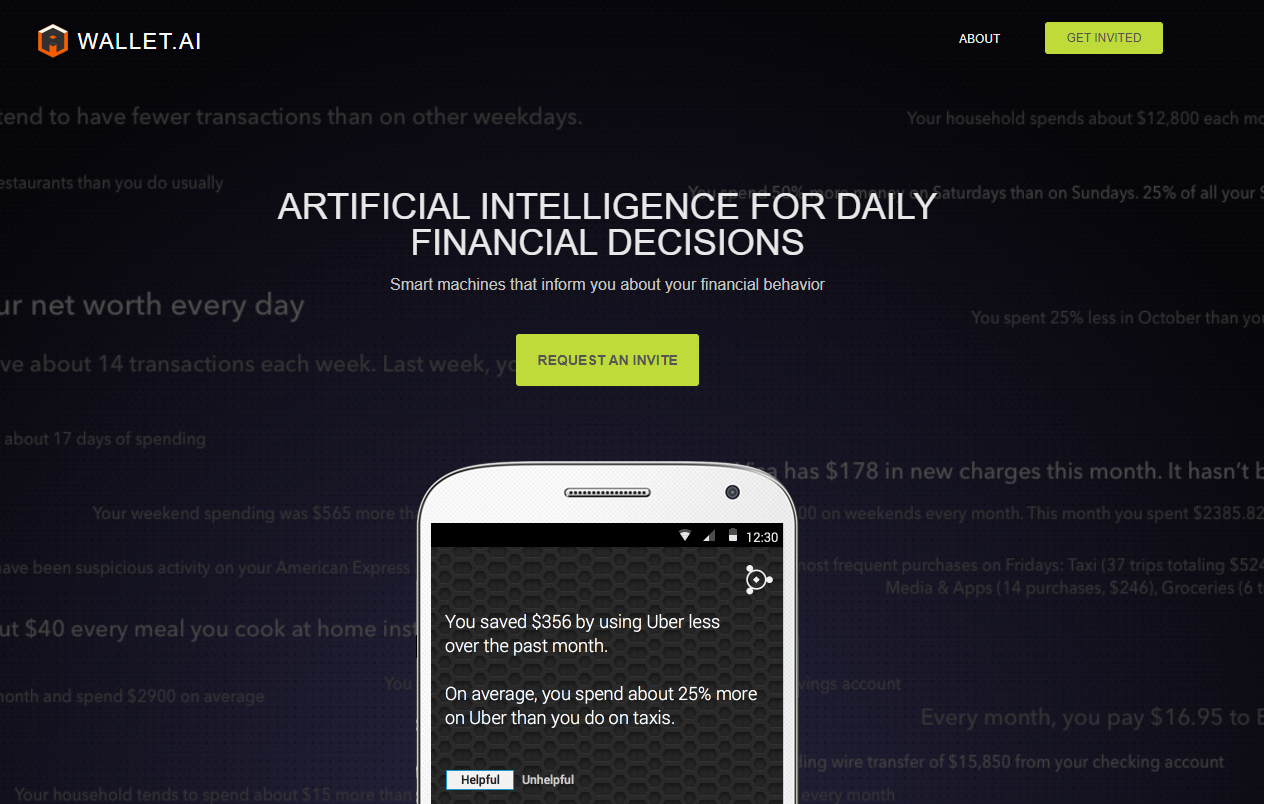 WALLET.AI
ABOUT
GET INVITED
tend to have fewer transactions than on other weekdays.
Your household spends about $12,800 each mo
estaurants than you do usually
You spend 50% more money on Saturdays than on Sundays. 25% of all your S
ARTIFICIAL INTELLIGENCE FOR DAILY
FINANCIAL DECISIONS
Smart machines that inform you about your financial behavior
ur net worth every day
You spent 25% less in October than you
REQUEST AN INVITE
ve about 14 transactions each week. Last week, yo
about 17 days of spending
Visa has $178 in new charges this month. It hasn't b
Your weekend spending was $565 more th
00 on weekends every month. This month you spent $2385.82
12:30
have been suspicious activity on your American Express
most frequent purchases on Fridays: Taxi (37 trips totaling $524
Media & Apps (14 purchases, $246), Groceries (6 t
You saved $356 by using Uber less
over the past month.
ut $40 every meal you cook at home inst
You
vings account
month and spend $2900 on average
On average, you spend about 25% more
on Uber than you do on taxis.
Every month, you pay $16.95 to E
ding wire transfer of $15,850 from your checking account
Helpful Unhelpful
Your household tends to spend about $15 more than
every month